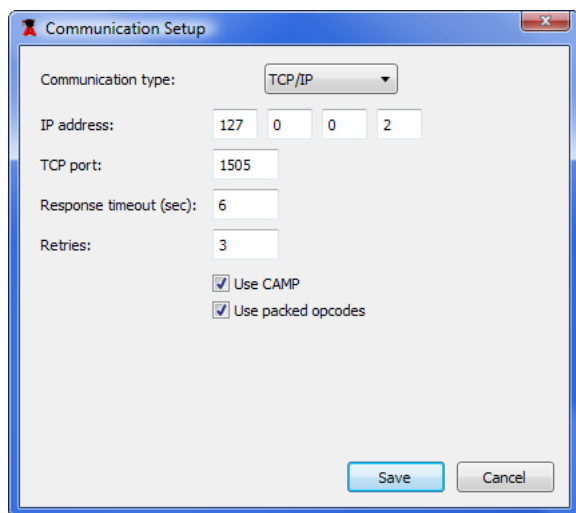 Communication Setup
Communication type: TCP/IP
IP address: 127 0 0 2
TCP port: 1505
Response timeout (sec): 6
Retries: 3
Use CAMP
Use packed opcodes
Save Cancel